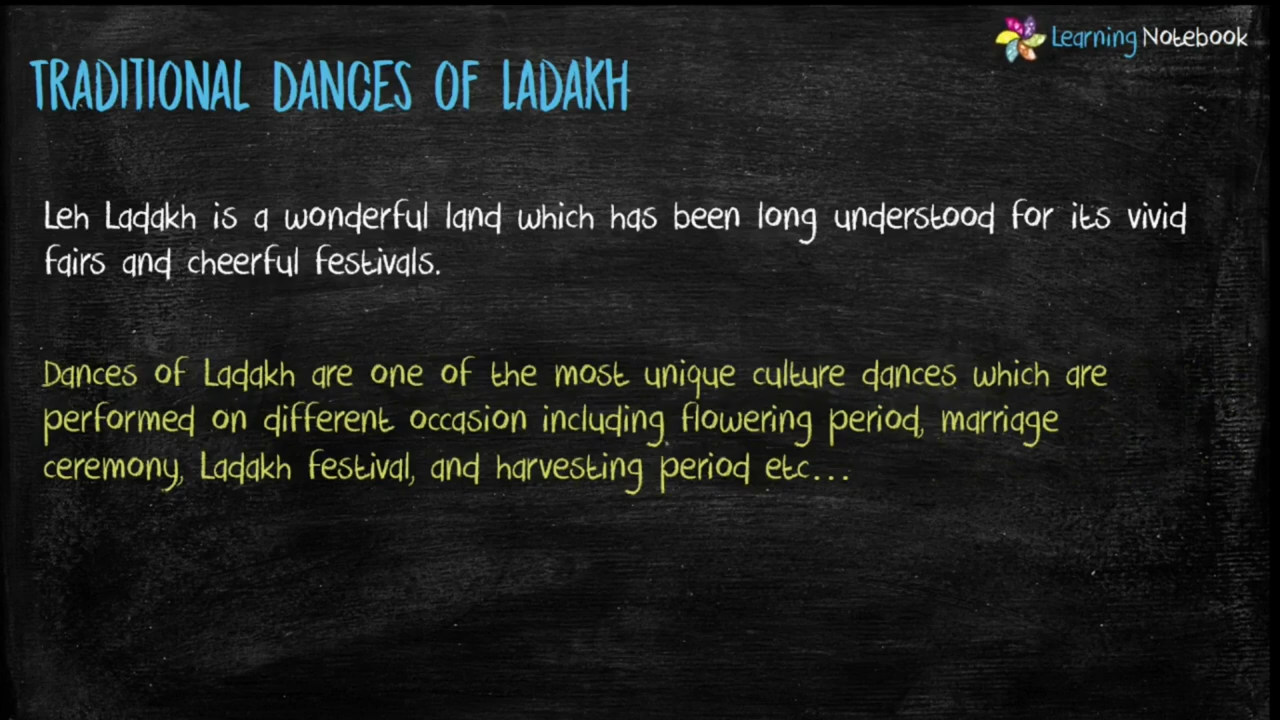 Learning Notebook
TRADITIONAL DANCES OF LADAKH
Leh Ladakh is a wonderful land which has been long understood for its vivid
fairs and cheerful festivals.
Dances of Ladakh are one of the most unique culture dances which are
performed on different occasion including flowering period, marriage
ceremony, Ladakh festival, and harvesting period etc...